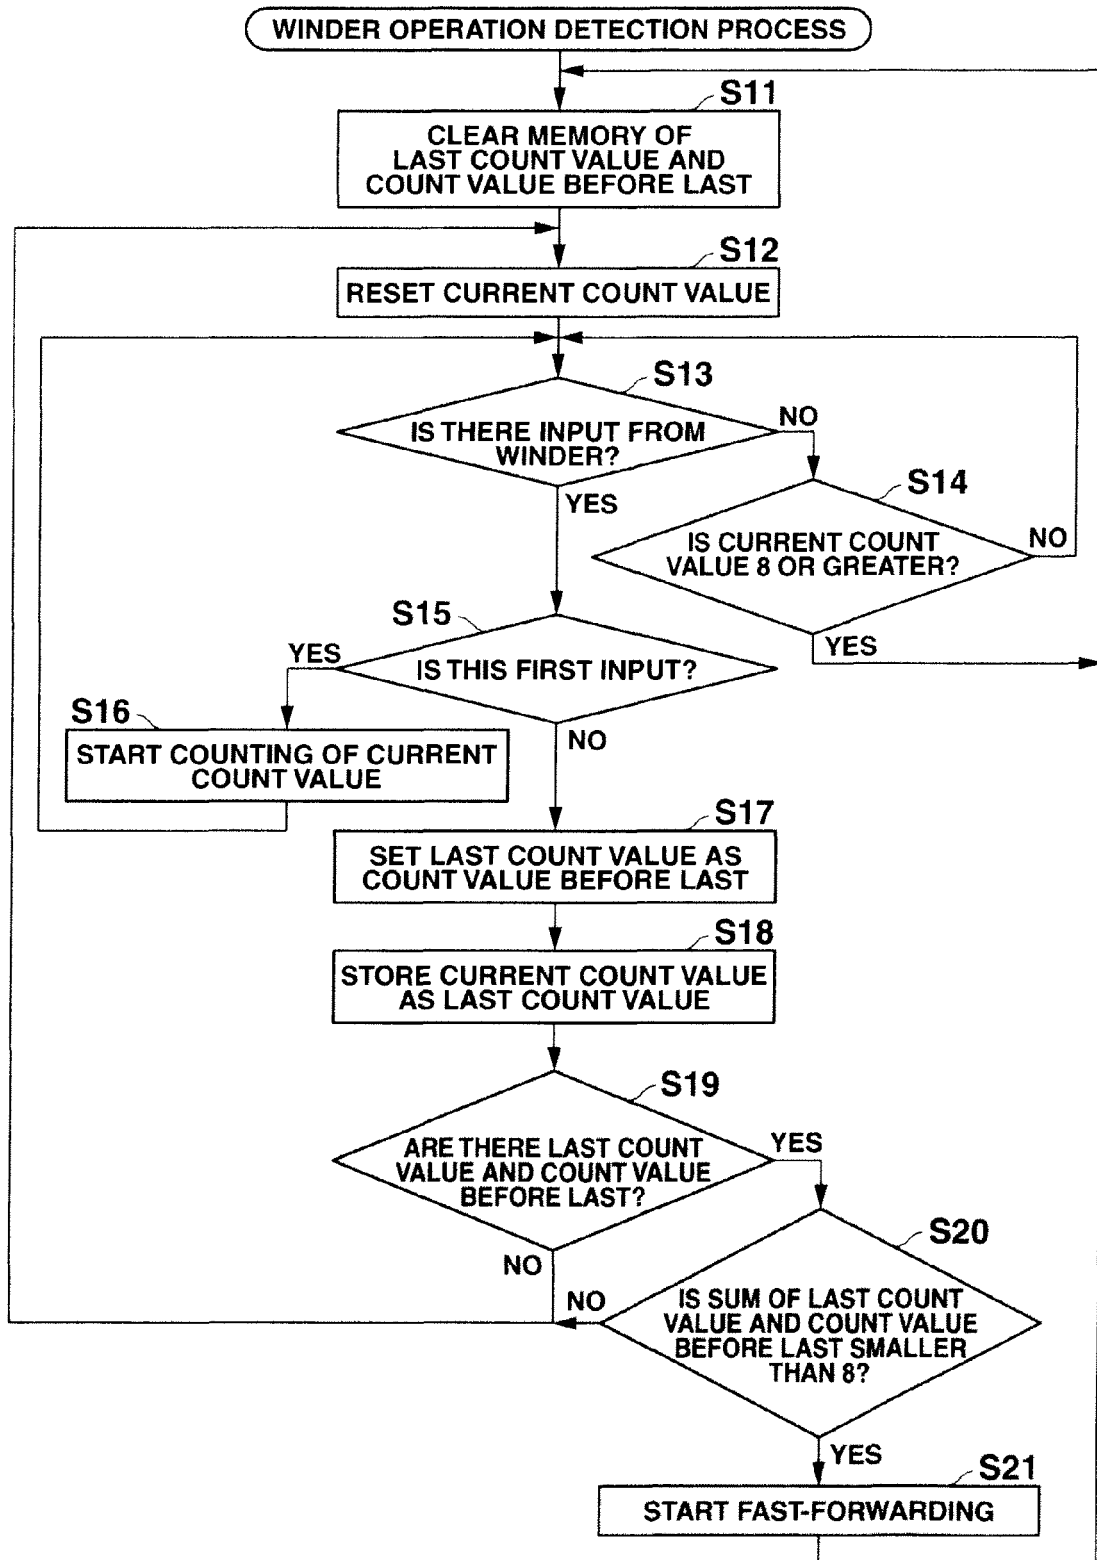 WINDER OPERATION DETECTION PROCESS
S11
CLEAR MEMORY OF
LAST COUNT VALUE AND
COUNT VALUE BEFORE LAST
S12
RESET CURRENT COUNT VALUE
S13
IS THERE INPUT FROM
WINDER?
NO
YES
S14
IS CURRENT COUNT
VALUE 8 OR GREATER?
NO
YES
S15
IS THIS FIRST INPUT?
YES
NO
S16
START COUNTING OF CURRENT
COUNT VALUE
S17
SET LAST COUNT VALUE AS
COUNT VALUE BEFORE LAST
S18
STORE CURRENT COUNT VALUE
AS LAST COUNT VALUE
S19
ARE THERE LAST COUNT
VALUE AND COUNT VALUE
BEFORE LAST?
YES
NO
S20
IS SUM OF LAST COUNT
VALUE AND COUNT VALUE
BEFORE LAST SMALLER
THAN 8?
NO
YES
S21
START FAST-FORWARDING